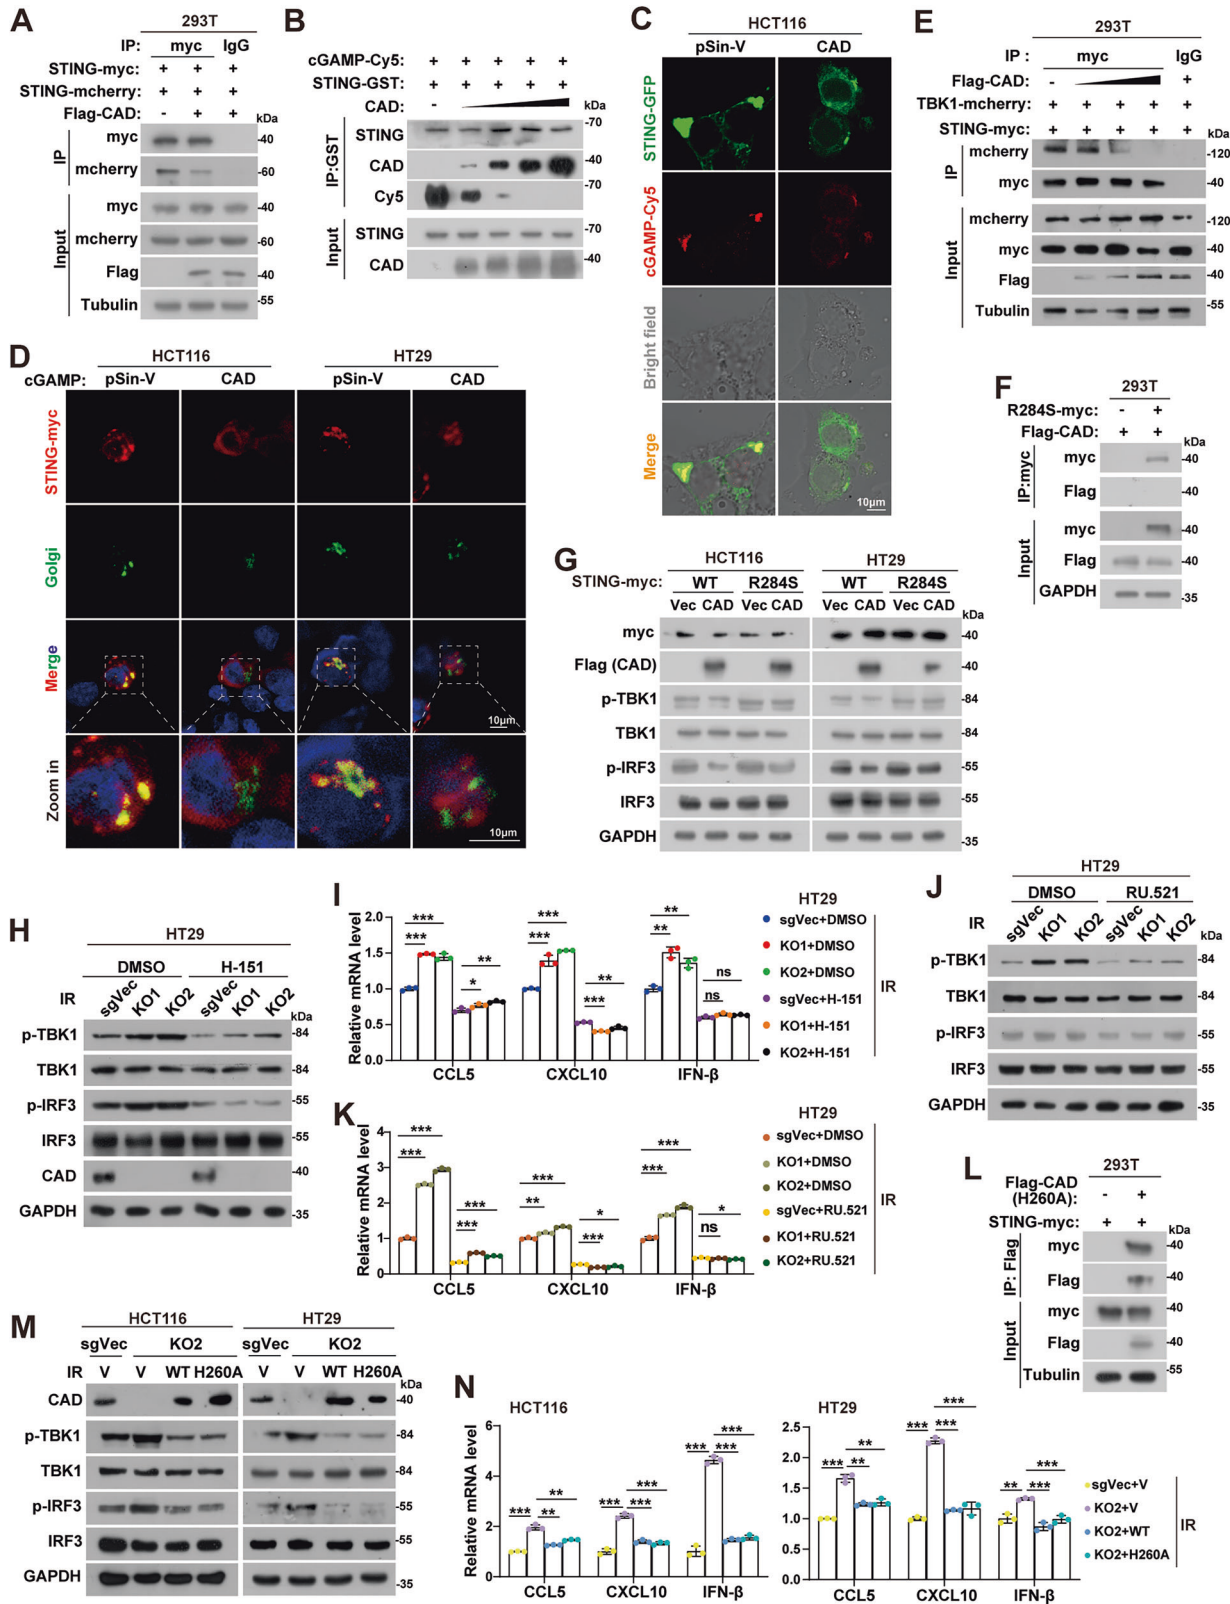 A
293T
IP: myc IgG
STING-myc: + + +
STING-mcherry: + + +
Flag-CAD: - + +
kDa
IP
myc -40
mcherry -60
Input
myc -40
mcherry -60
Flag -40
Tubulin -55
B
cGAMP-Cy5: + + + + +
STING-GST: + + + + +
CAD: -
kDa
IP:GST
STING -70
CAD -40
Cy5 -70
Input
STING -70
CAD -40
C
HCT116
pSin-V CAD
STING-GFP
cGAMP-Cy5
Bright field
Merge
10μm
D
HCT116 HT29
cGAMP: pSin-V CAD pSin-V CAD
STING-myc
Golgi
Merge
10μm
Zoom in
10μm
E
293T
IP : myc IgG
Flag-CAD: - +
TBK1-mcherry: + + + + +
STING-myc: + + + + +
kDa
IP
mcherry -120
myc -40
Input
mcherry -120
myc -40
Flag -40
Tubulin -55
F
293T
R284S-myc: - +
Flag-CAD: + +
kDa
IP:myc
myc -40
Flag -40
Input
myc -40
Flag -40
GAPDH -35
G
HCT116 HT29
STING-myc: WT R284S WT R284S
Vec CAD Vec CAD Vec CAD Vec CAD
kDa
myc -40
Flag (CAD) -40
p-TBK1 -84
TBK1 -84
p-IRF3 -55
IRF3 -55
GAPDH -35
H
HT29
DMSO H-151
IR sgVec KO1 KO2 sgVec KO1 KO2
kDa
p-TBK1 -84
TBK1 -84
p-IRF3 -55
IRF3 -55
CAD -40
GAPDH -35
I
Relative mRNA level
2.0
1.5
1.0
0.5
0.0
*** *** ** *
*** *** ** ***
** ** ns ns
CCL5 CXCL10 IFN-β
HT29
sgVec+DMSO
KO1+DMSO
KO2+DMSO
sgVec+H-151
KO1+H-151
KO2+H-151
IR
J
HT29
DMSO RU.521
IR sgVec KO1 KO2 sgVec KO1 KO2
kDa
p-TBK1 -84
TBK1 -84
p-IRF3 -55
IRF3 -55
GAPDH -35
K
Relative mRNA level
4
3
2
1
0
*** *** *** ***
*** ** * ***
*** *** * ns
CCL5 CXCL10 IFN-β
HT29
sgVec+DMSO
KO1+DMSO
KO2+DMSO
sgVec+RU.521
KO1+RU.521
KO2+RU.521
IR
L
293T
Flag-CAD
(H260A): - +
STING-myc: + +
kDa
IP: Flag
myc -40
Flag -40
Input
myc -40
Flag -40
Tubulin -55
M
HCT116 HT29
sgVec KO2 sgVec KO2
IR V V WT H260A V V WT H260A
kDa
CAD -40
p-TBK1 -84
TBK1 -84
p-IRF3 -55
IRF3 -55
GAPDH -35
N
HCT116
Relative mRNA level
6
4
2
0
*** ** **
*** *** ***
*** *** ***
CCL5 CXCL10 IFN-β
HT29
2.5
2.0
1.5
1.0
0.5
0.0
*** ** **
*** *** ***
** *** ***
CCL5 CXCL10 IFN-β
sgVec+V
KO2+V
KO2+WT
KO2+H260A
IR